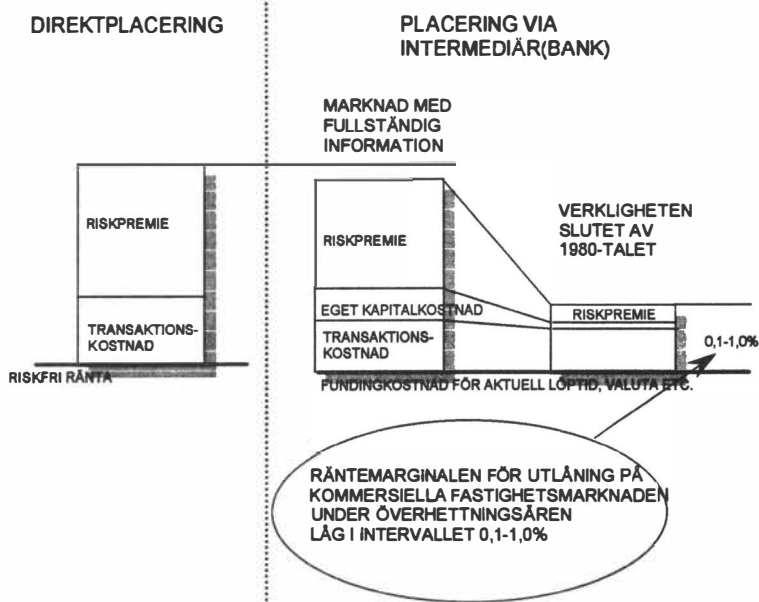 DIREKTPLACERING
PLACERING VIA
INTERMEDIÄR(BANK)
MARKNAD MED
FULLSTÄNDIG
INFORMATION
RISKPREMIE
TRANSAKTIONS-
KOSTNAD
RISKFRI RÄNTA
RISKPREMIE
EGET KAPITALKOSTNAD
TRANSAKTIONS-
KOSTNAD
VERKLIGHETEN
SLUTET AV
1980-TALET
RISKPREMIE
0,1-1,0%
FUNDINGKOSTNAD FÖR AKTUELL LÖPTID, VALUTA ETC.
RÄNTEMARGINALEN FÖR UTLÅNING PÅ
KOMMERSIELLA FASTIGHETSMARKNADEN
UNDER ÖVERHETTNINGSÅREN
LÅG I INTERVALLET 0,1-1,0%